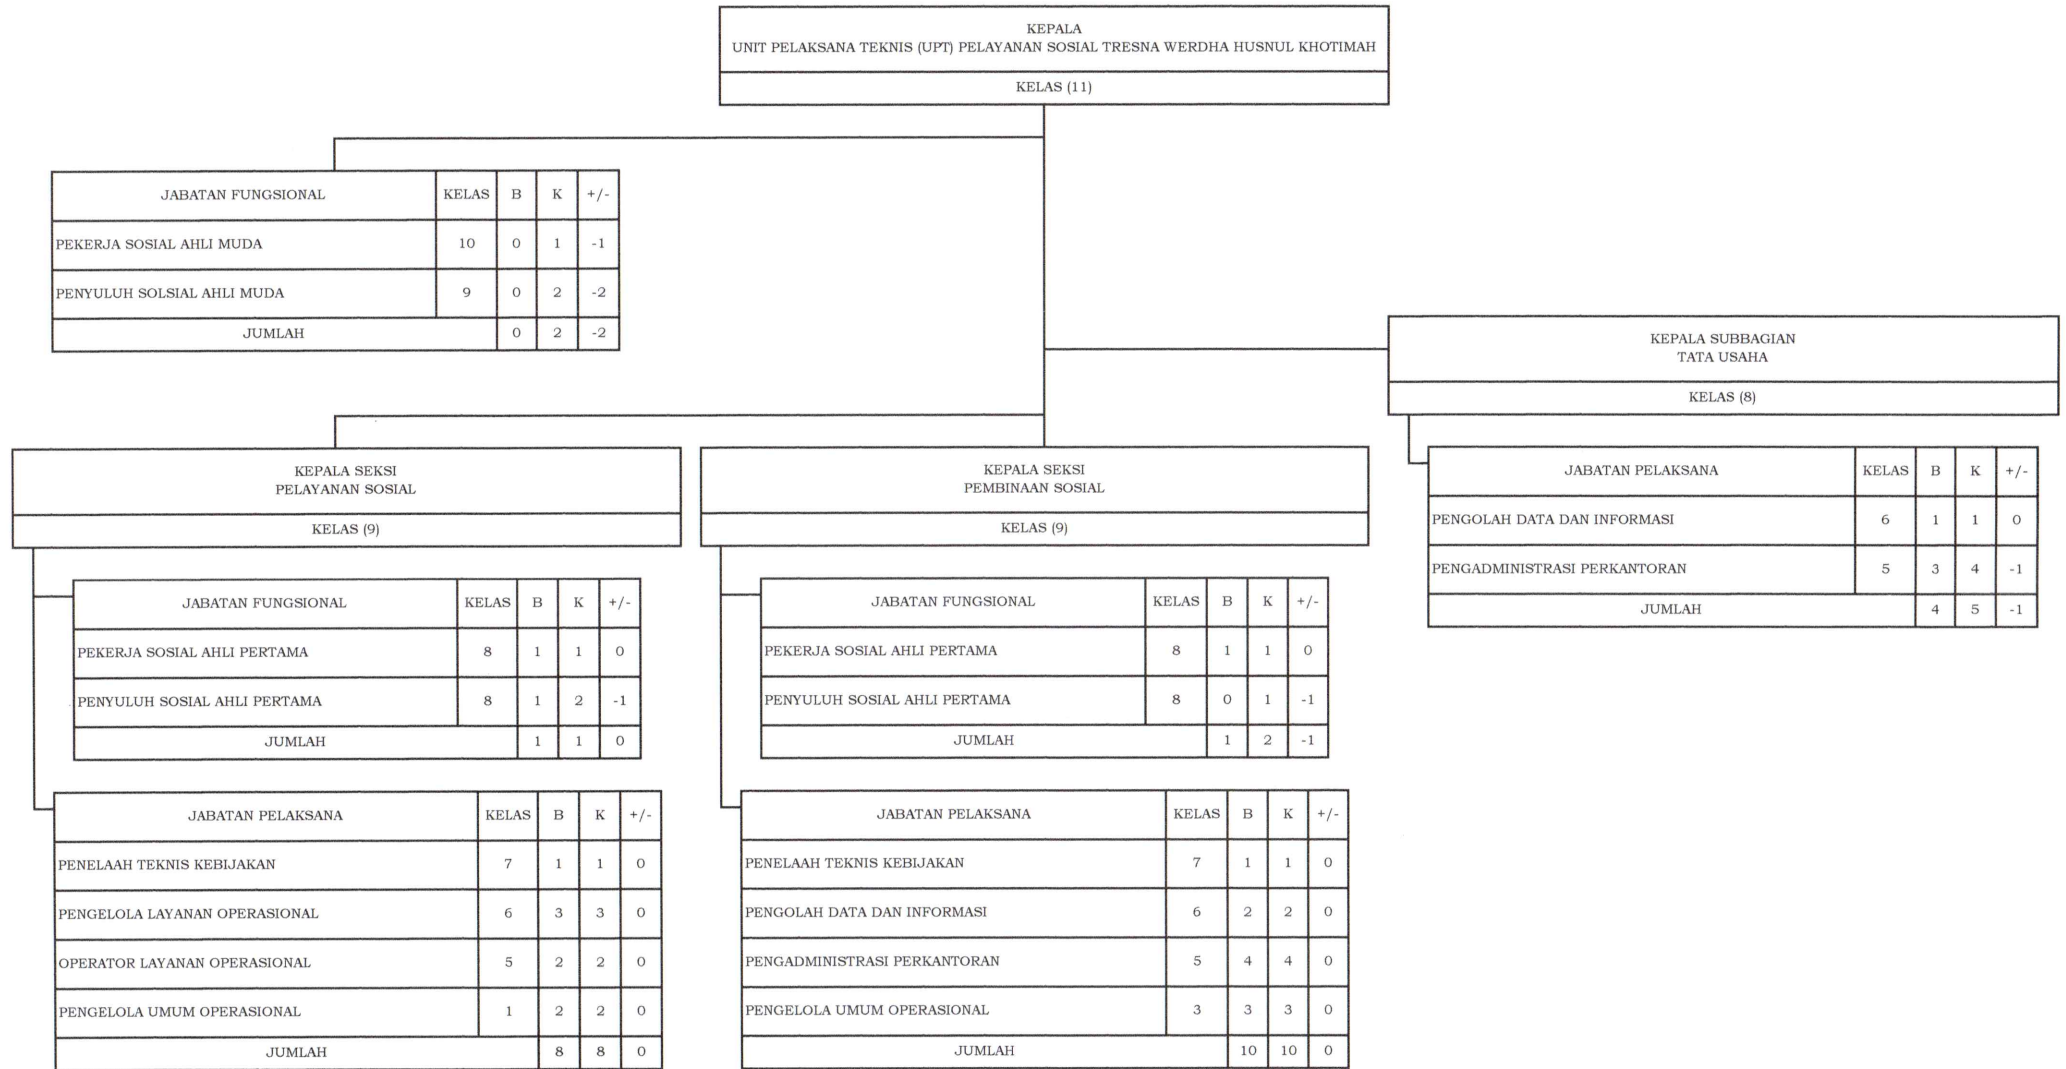 KEPALA
UNIT PELAKSANA TEKNIS (UPT) PELAYANAN SOSIAL TRESNA WERDHA HUSNUL KHOTIMAH
KELAS (11)
JABATAN FUNGSIONAL KELAS B K +/-
PEKERJA SOSIAL AHLI MUDA 10 0 1 -1
PENYULUH SOLSIAL AHLI MUDA 9 0 2 -2
JUMLAH 0 2 -2
KEPALA SUBBAGIAN
TATA USAHA
KELAS (8)
JABATAN PELAKSANA KELAS B K +/-
PENGOLAH DATA DAN INFORMASI 6 1 1 0
PENGADMINISTRASI PERKANTORAN 5 3 4 -1
JUMLAH 4 5 -1
KEPALA SEKSI
PELAYANAN SOSIAL
KELAS (9)
JABATAN FUNGSIONAL KELAS B K +/-
PEKERJA SOSIAL AHLI PERTAMA 8 1 1 0
PENYULUH SOSIAL AHLI PERTAMA 8 1 2 -1
JUMLAH 1 1 0
JABATAN PELAKSANA KELAS B K +/-
PENELAAH TEKNIS KEBIJAKAN 7 1 1 0
PENGELOLA LAYANAN OPERASIONAL 6 3 3 0
OPERATOR LAYANAN OPERASIONAL 5 2 2 0
PENGELOLA UMUM OPERASIONAL 1 2 2 0
JUMLAH 8 8 0
KEPALA SEKSI
PEMBINAAN SOSIAL
KELAS (9)
JABATAN FUNGSIONAL KELAS B K +/-
PEKERJA SOSIAL AHLI PERTAMA 8 1 1 0
PENYULUH SOSIAL AHLI PERTAMA 8 0 1 -1
JUMLAH 1 2 -1
JABATAN PELAKSANA KELAS B K +/-
PENELAAH TEKNIS KEBIJAKAN 7 1 1 0
PENGOLAH DATA DAN INFORMASI 6 2 2 0
PENGADMINISTRASI PERKANTORAN 5 4 4 0
PENGELOLA UMUM OPERASIONAL 3 3 3 0
JUMLAH 10 10 0